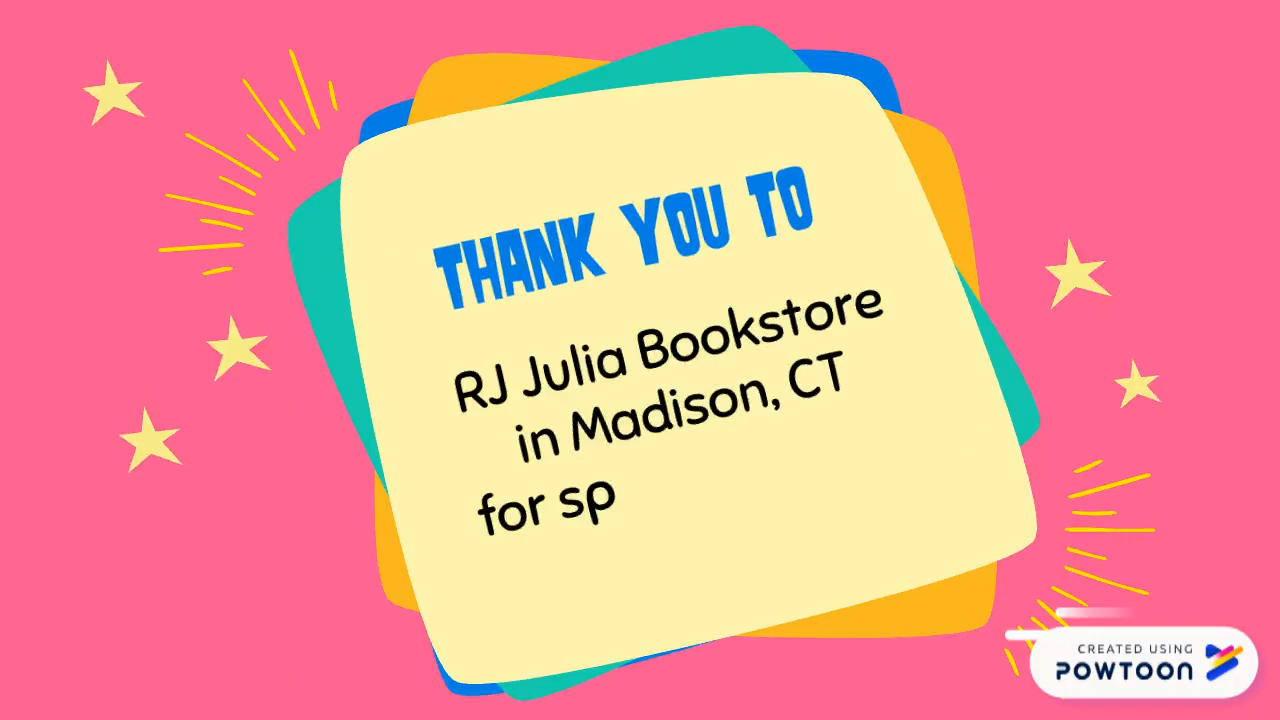 THANK YOU TO
RJ Julia Bookstore
in Madison, CT
for sp
CREATED USING
POWTOON